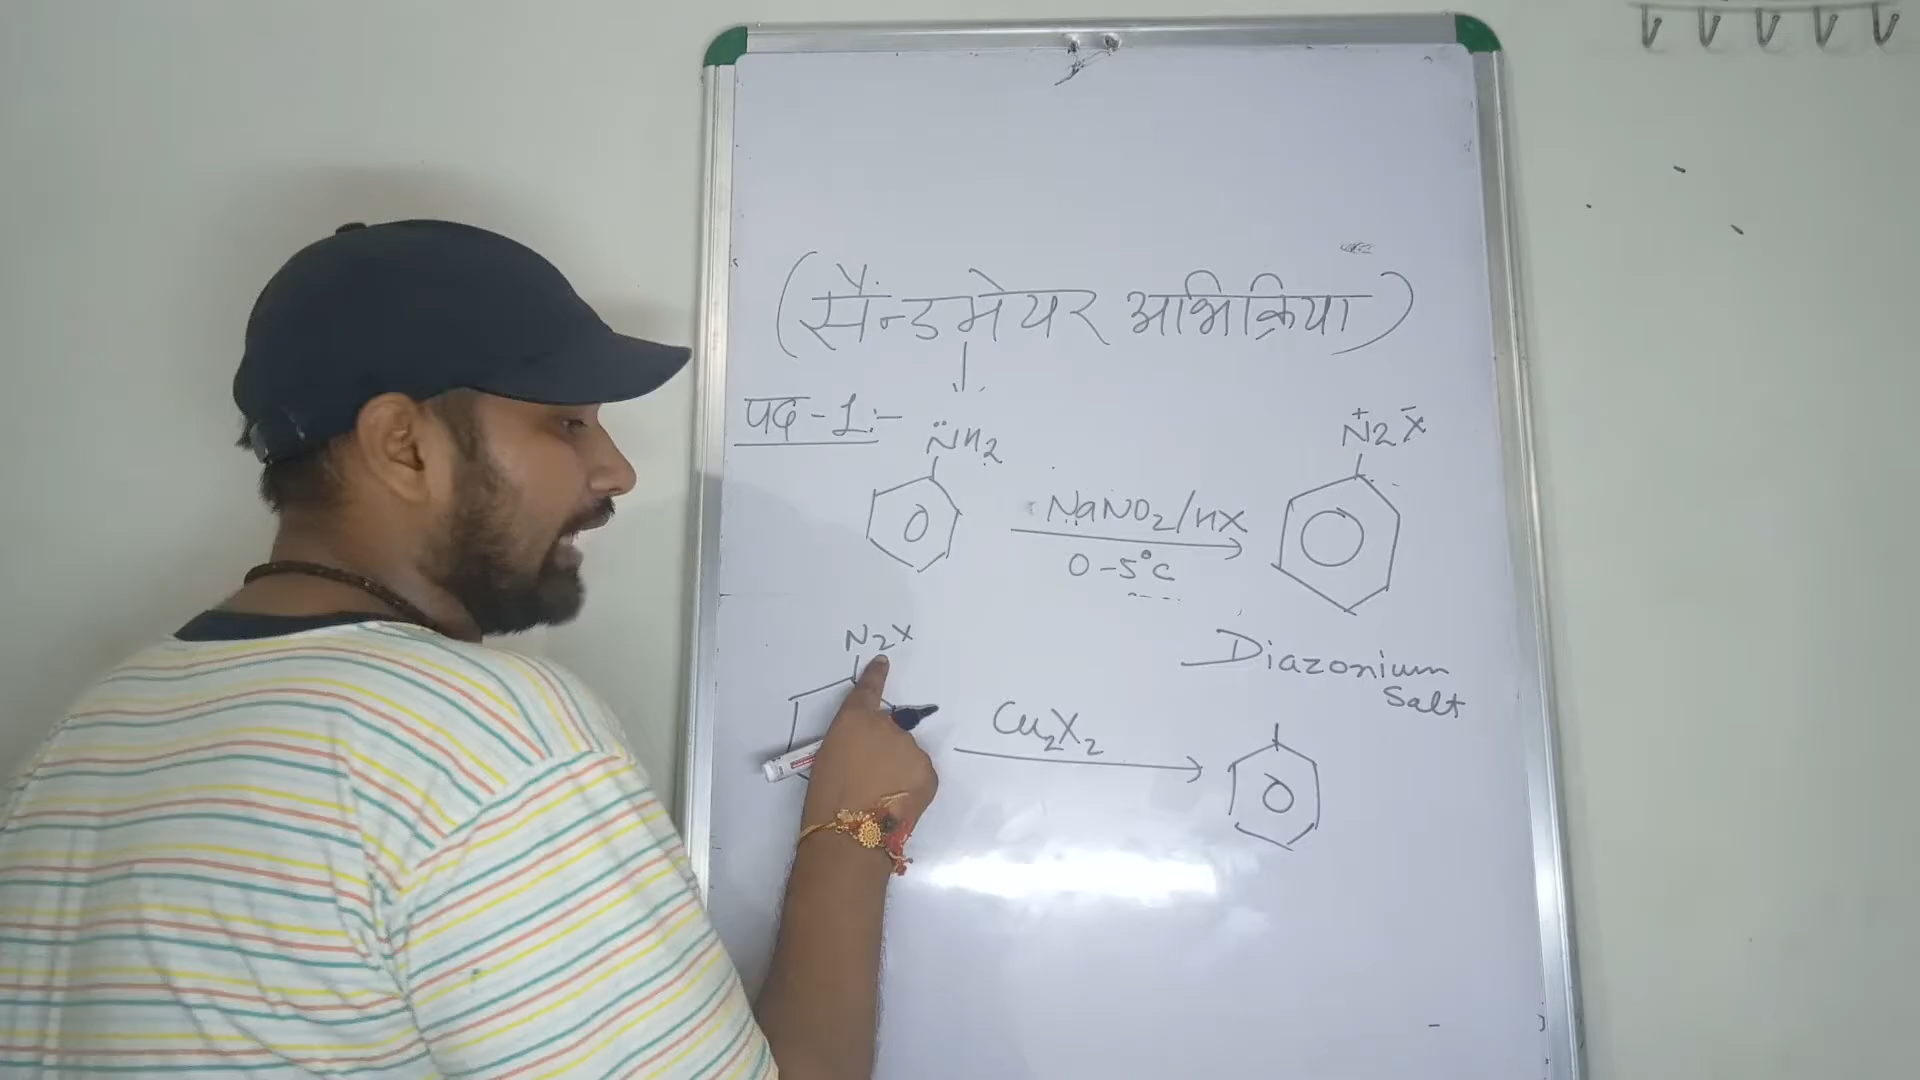 (सैंन्डमेयर अभिक्रिया)
पद-1:-
N̈H2
NaNO2/HX
0-5°C
N2+ X-
Diazonium
Salt
N2X
Cu2X2